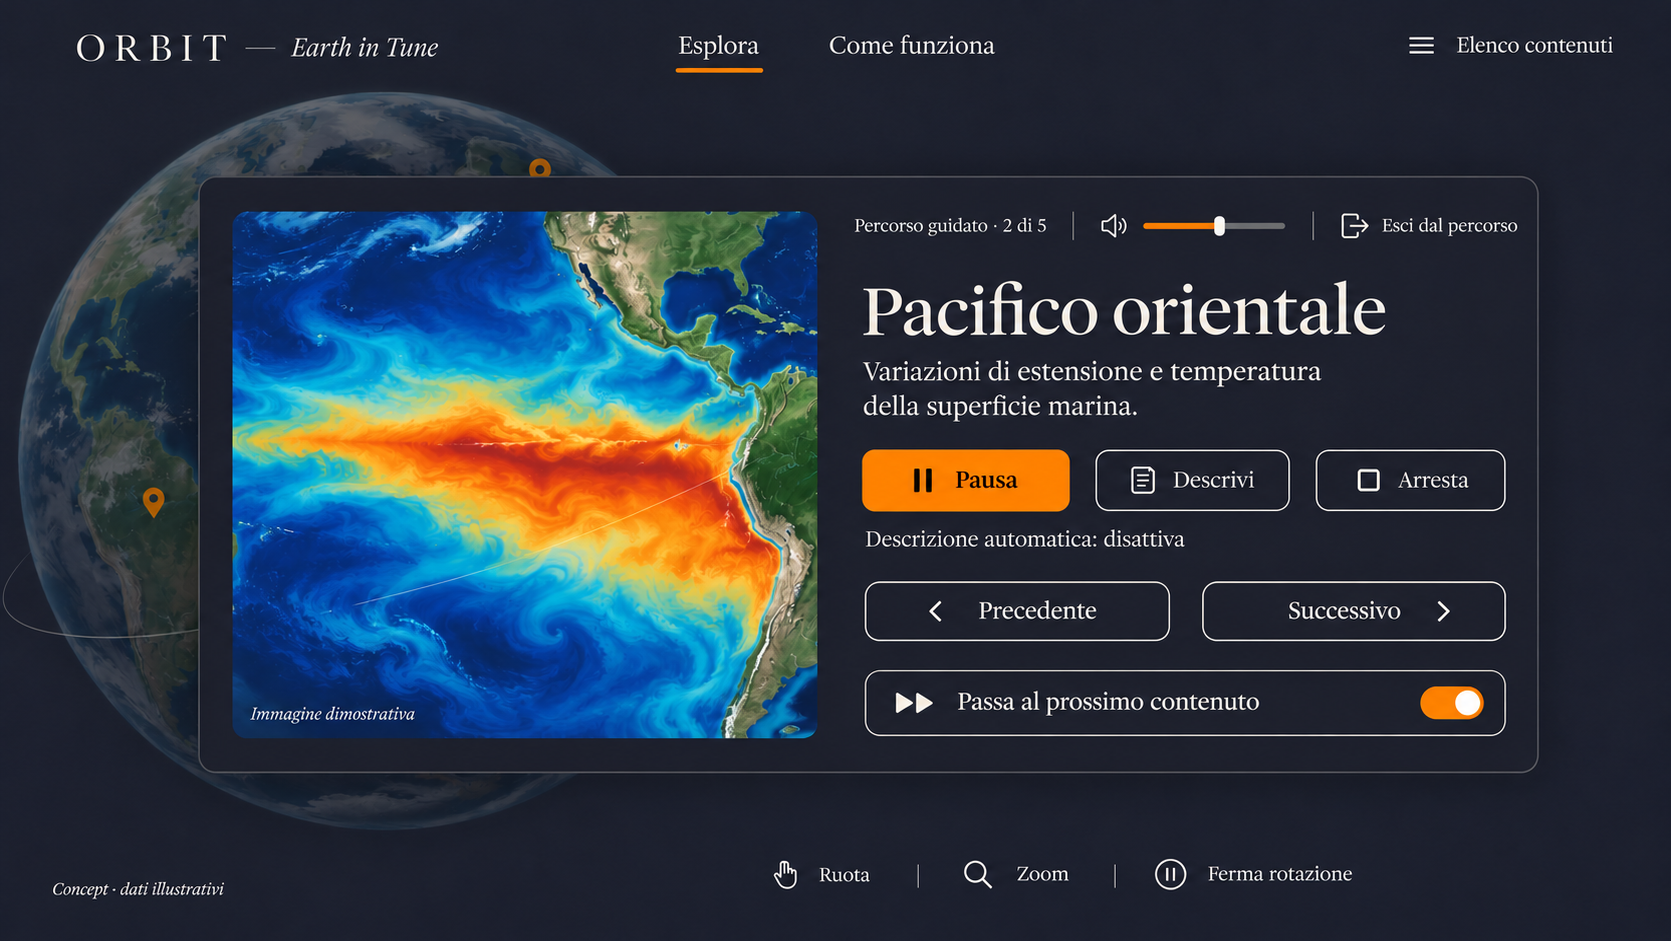 ORBIT — Earth in Tune
Esplora
Come funziona
Elenco contenuti
Percorso guidato · 2 di 5
Esci dal percorso
Pacifico orientale
Variazioni di estensione e temperatura
della superficie marina.
Pausa
Descrivi
Arresta
Descrizione automatica: disattiva
Precedente
Successivo
Passa al prossimo contenuto
Immagine dimostrativa
Ruota
Zoom
Ferma rotazione
Concept · dati illustrativi